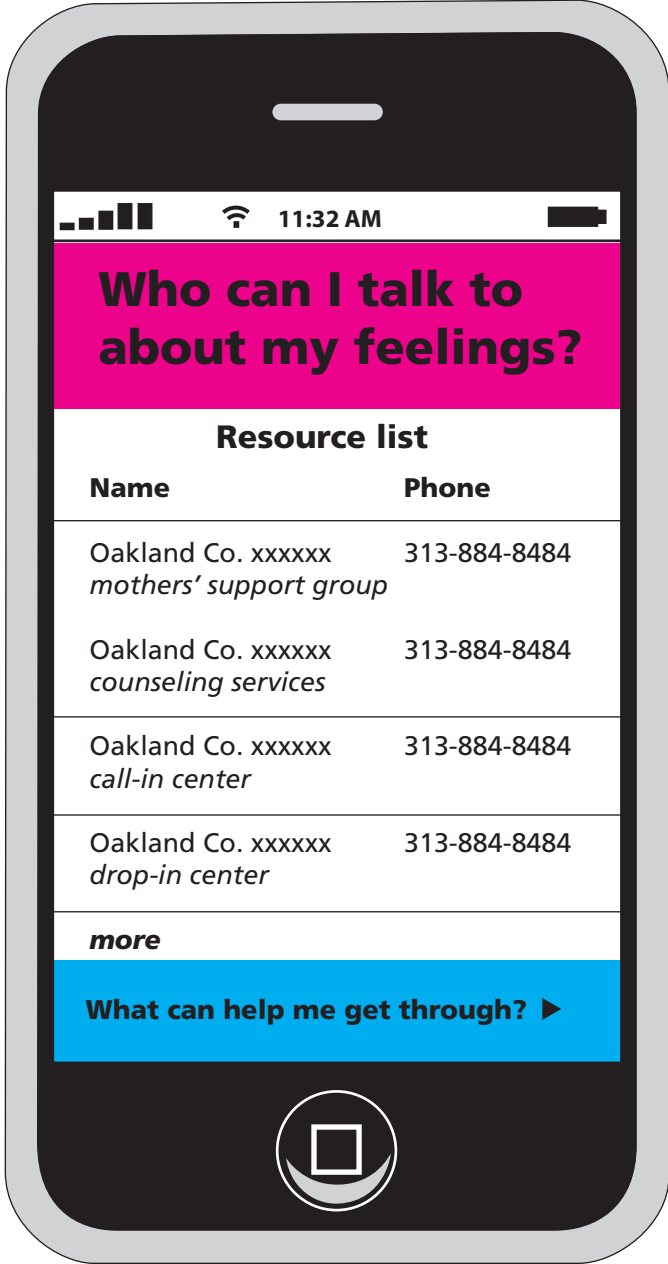 11:32 AM
Who can I talk to
about my feelings?
Resource list
Name Phone
Oakland Co. xxxxxx 313-884-8484
mothers’ support group
Oakland Co. xxxxxx 313-884-8484
counseling services
Oakland Co. xxxxxx 313-884-8484
call-in center
Oakland Co. xxxxxx 313-884-8484
drop-in center
more
What can help me get through? ▶